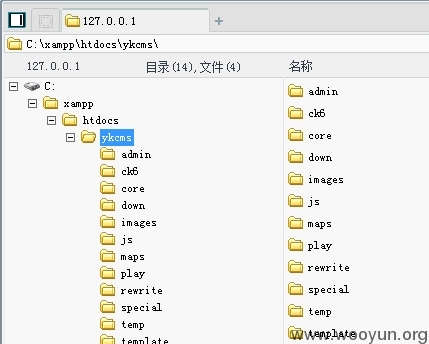 127.0.0.1
C:\xampp\htdocs\ykcms\
127.0.0.1 目录(14),文件(4) 名称
C:
xampp
htdocs
ykcms
admin
ck6
core
down
images
js
maps
play
rewrite
special
temp
template
admin
ck6
core
down
images
js
maps
play
rewrite
special
temp
template
www.wooyun.org